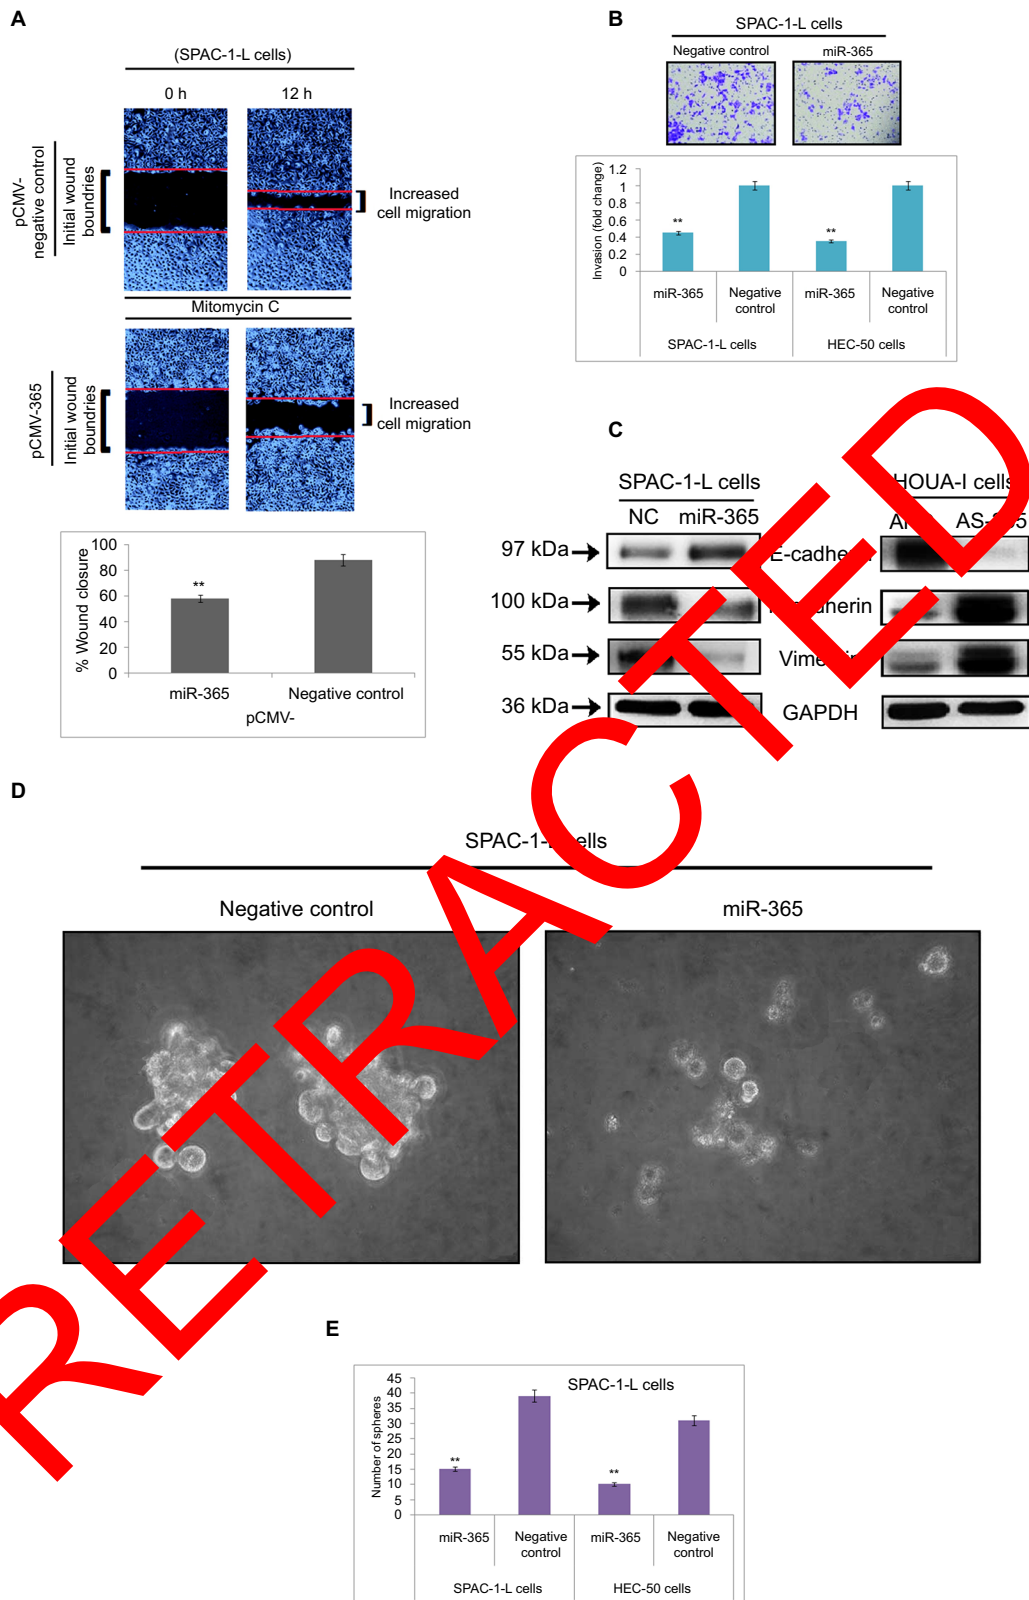 A
(SPAC-1-L cells)
0 h
12 h
pCMV-
negative control
Initial wound
boundries
Increased
cell migration
Mitomycin C
pCMV-365
Initial wound
boundries
Increased
cell migration
% Wound closure
100
80
60
40
20
0
**
miR-365
Negative control
pCMV-
B
SPAC-1-L cells
Negative control
miR-365
Invasion (fold change)
1.2
1
0.8
0.6
0.4
0.2
0
**
**
miR-365
Negative
control
miR-365
Negative
control
SPAC-1-L cells
HEC-50 cells
C
SPAC-1-L cells
HOUA-I cells
NC
miR-365
97 kDa
100 kDa
55 kDa
36 kDa
GAPDH
D
SPAC-1-L cells
Negative control
miR-365
RETRACTED
E
SPAC-1-L cells
Number of spheres
45
40
35
30
25
20
15
10
5
0
**
**
miR-365
Negative
control
miR-365
Negative
control
SPAC-1-L cells
HEC-50 cells